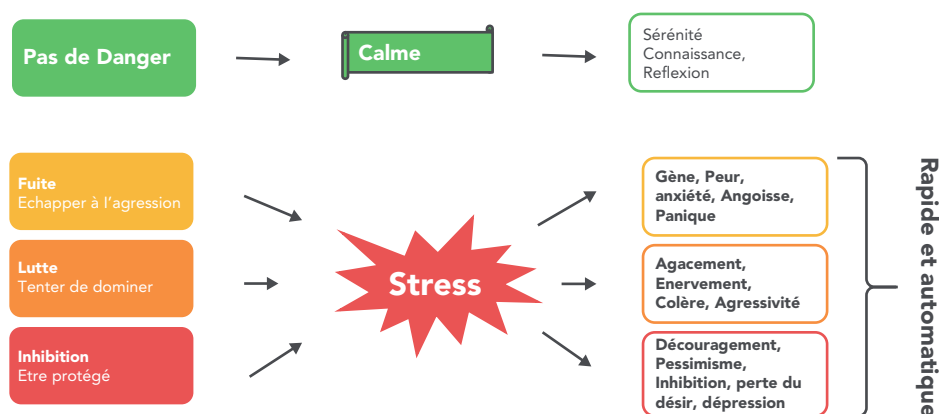 Pas de Danger
Calme
Sérénité
Connaissance,
Reflexion
Fuite
Echapper à l'agression
Lutte
Tenter de dominer
Inhibition
Etre protégé
Stress
Gène, Peur,
anxiété, Angoisse,
Panique
Agacement,
Enervement,
Colère, Agressivité
Découragement,
Pessimisme,
Inhibition, perte du
désir, dépression
Rapide et automatique